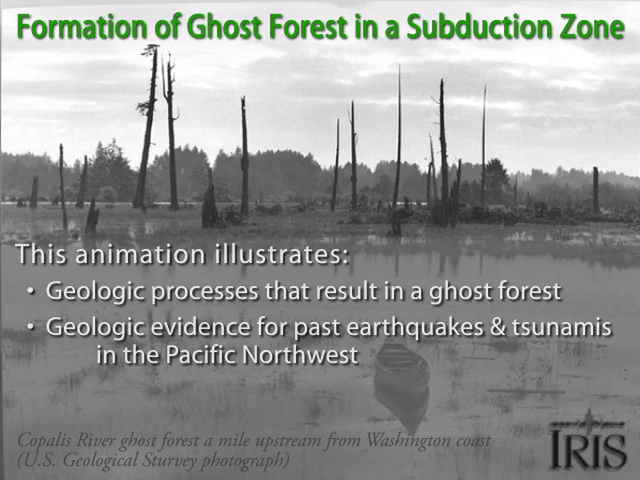 Formation of Ghost Forest in a Subduction Zone
This animation illustrates:
• Geologic processes that result in a ghost forest
• Geologic evidence for past earthquakes & tsunamis
in the Pacific Northwest
Copalis River ghost forest a mile upstream from Washington coast
(U.S. Geological Sturvey photograph)
IRIS